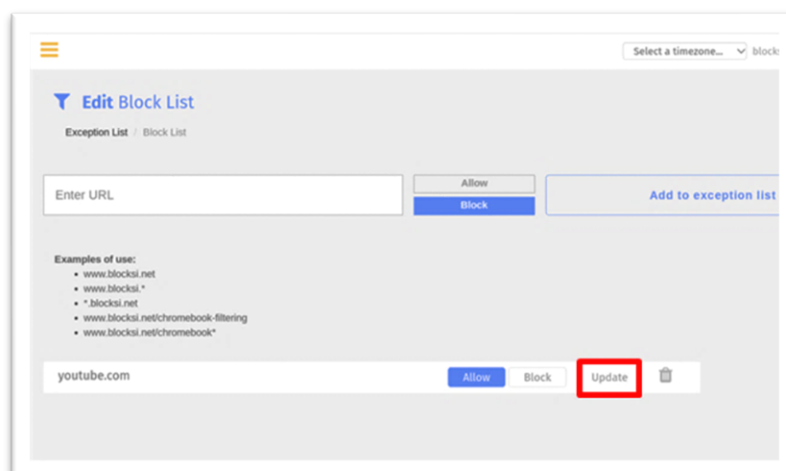 Select a timezone...
Edit Block List
Exception List / Block List
Enter URL
Allow
Block
Add to exception list
Examples of use:
• www.blocksi.net
• www.blocksi.*
• *.blocksi.net
• www.blocksi.net/chromebook-filtering
• www.blocksi.net/chromebook*
youtube.com Allow Block Update